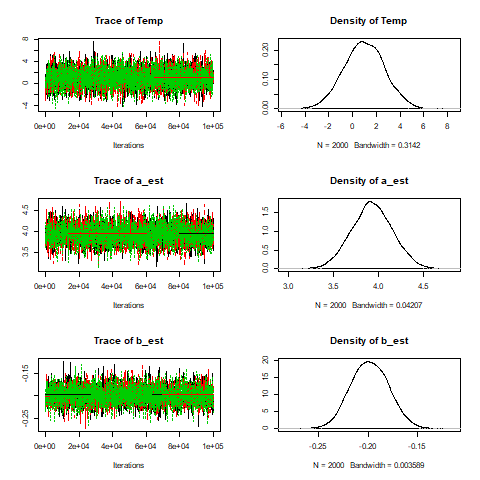 Trace of Temp
8
4
2
0
-4
0e+00 2e+04 4e+04 6e+04 8e+04 1e+05
Iterations
Density of Temp
0.20
0.10
0.00
-6 -4 -2 0 2 4 6 8
N = 2000 Bandwidth = 0.3142
Trace of a_est
4.5
4.0
3.5
0e+00 2e+04 4e+04 6e+04 8e+04 1e+05
Iterations
Density of a_est
1.5
1.0
0.5
0.0
3.0 3.5 4.0 4.5
N = 2000 Bandwidth = 0.04207
Trace of b_est
-0.15
-0.25
0e+00 2e+04 4e+04 6e+04 8e+04 1e+05
Iterations
Density of b_est
20
15
10
5
0
-0.25 -0.20 -0.15
N = 2000 Bandwidth = 0.003589